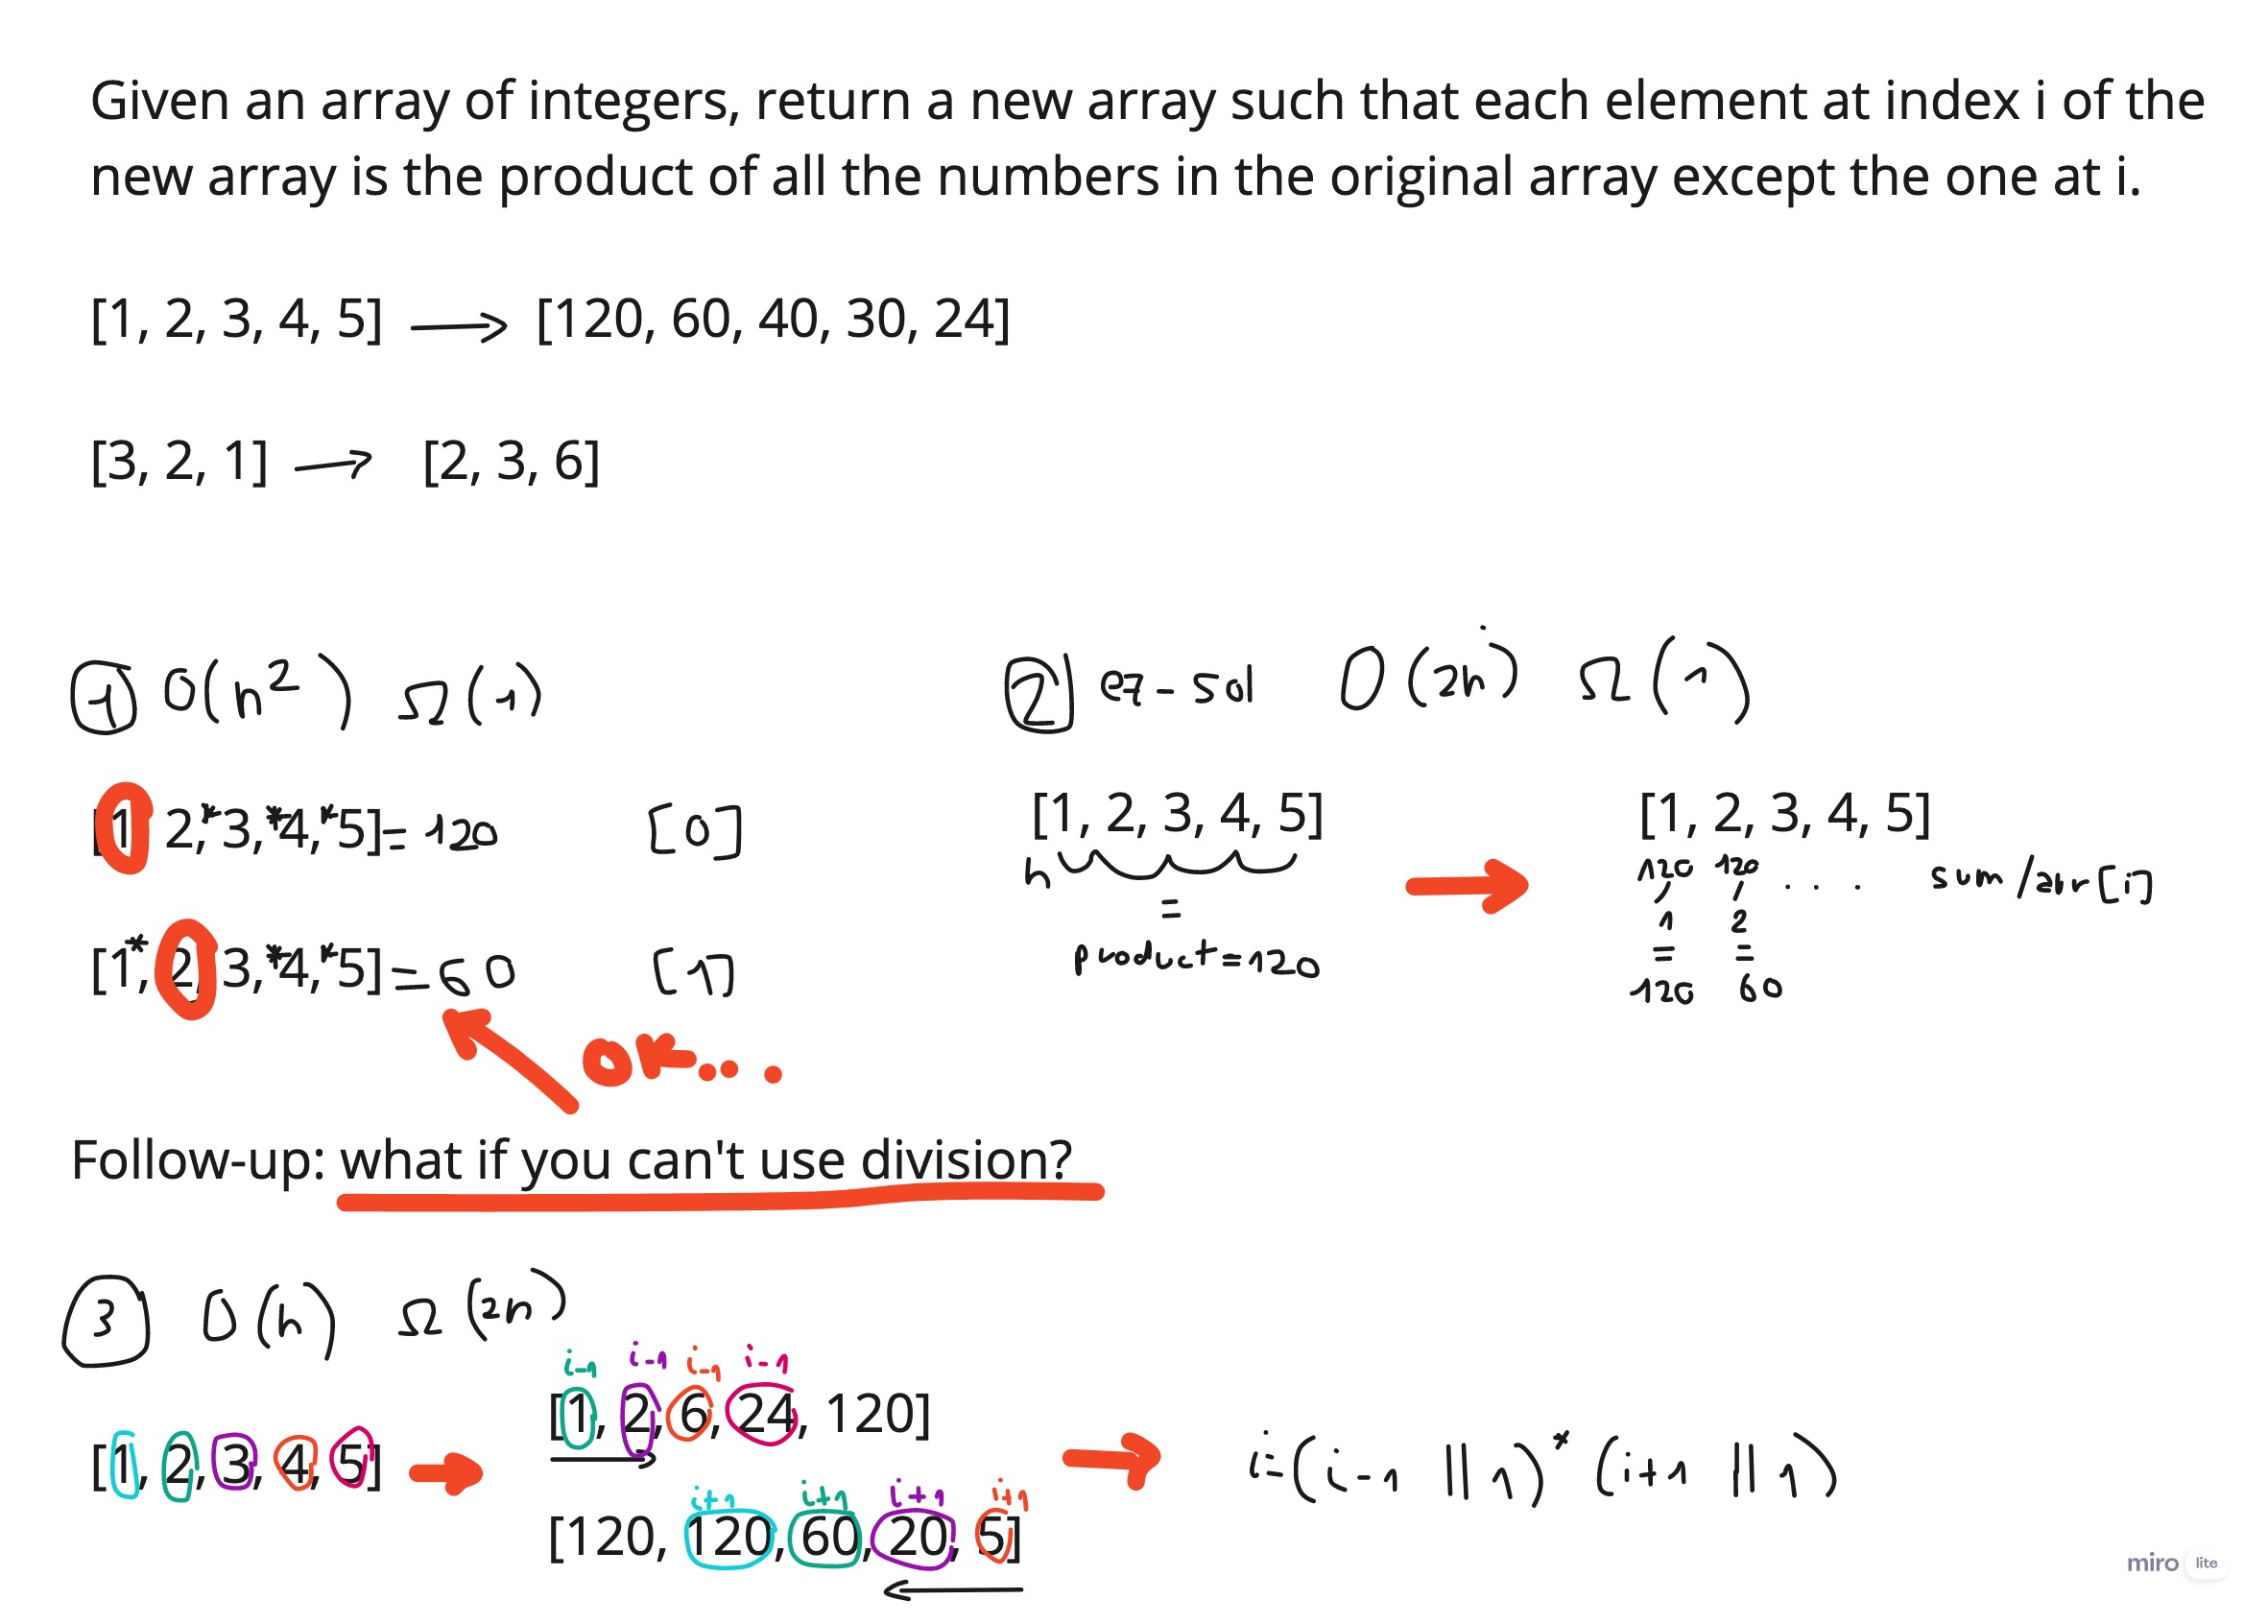 Given an array of integers, return a new array such that each element at index i of the
new array is the product of all the numbers in the original array except the one at i.
[1, 2, 3, 4, 5] → [120, 60, 40, 30, 24]
[3, 2, 1] → [2, 3, 6]
1 O(n²) Ω(1)
[1, 2,* 3,* 4,* 5] = 120 [0]
[1,* 2, 3,* 4,* 5] = 60 [1]
OK....
2 ez-sol O(2n) Ω(1)
[1, 2, 3, 4, 5]
n
=
product=120
→
[1, 2, 3, 4, 5]
120 120
/ / . . . sum/arr[i]
1 2
= =
120 60
Follow-up: what if you can't use division?
3 O(n) Ω(2n)
[1, 2, 3, 4, 5] →
i-1 i-1 i-1 i-1
[1, 2, 6, 24, 120]
→
i+1 i+1 i+1 i+1
[120, 120, 60, 20, 5]
←
→ i=(i-1 || 1)* (i+1 || 1)
miro lite